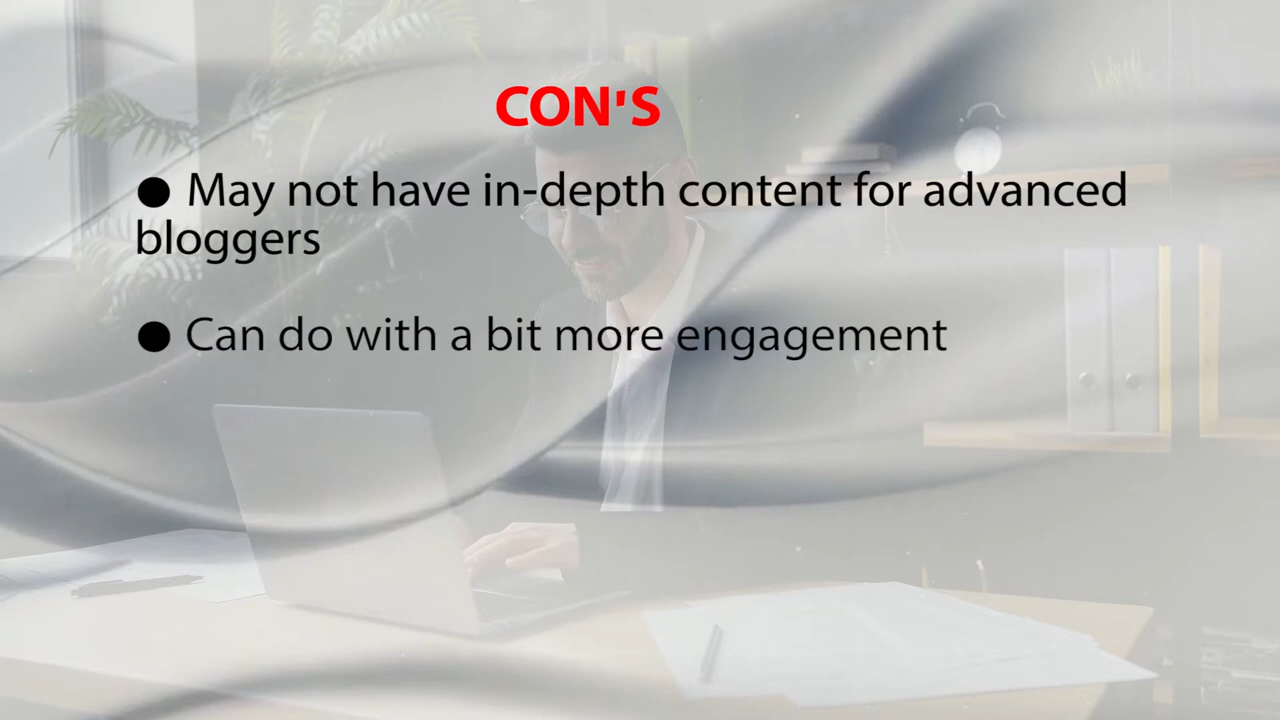 CON'S
● May not have in-depth content for advanced
bloggers
● Can do with a bit more engagement